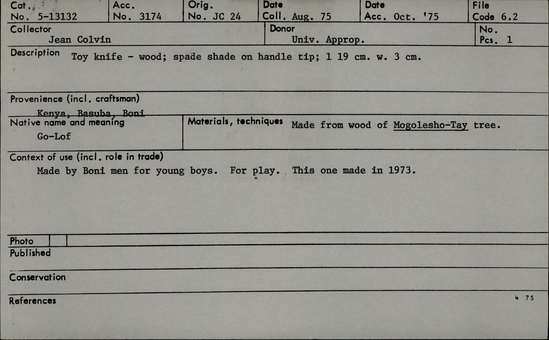 Cat. Acc. Orig. Date Date File
No. 5-13132 No. 3174 No. JC 24 Coll. Aug. 75 Acc. Oct. '75 Code 6.2
Collector Donor No.
Jean Colvin Univ. Approp. Pcs. 1
Description Toy knife - wood; spade shade on handle tip; l 19 cm. w. 3 cm.
Provenience (incl. craftsman)
Kenya, Basuba, Boni
Native name and meaning Materials, techniques Made from wood of Mogolesho-Tay tree.
Go-Lof
Context of use (incl. role in trade)
Made by Boni men for young boys. For play. This one made in 1973.
Photo
Published
Conservation
References 4 75